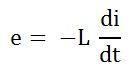 e = −L di/dt